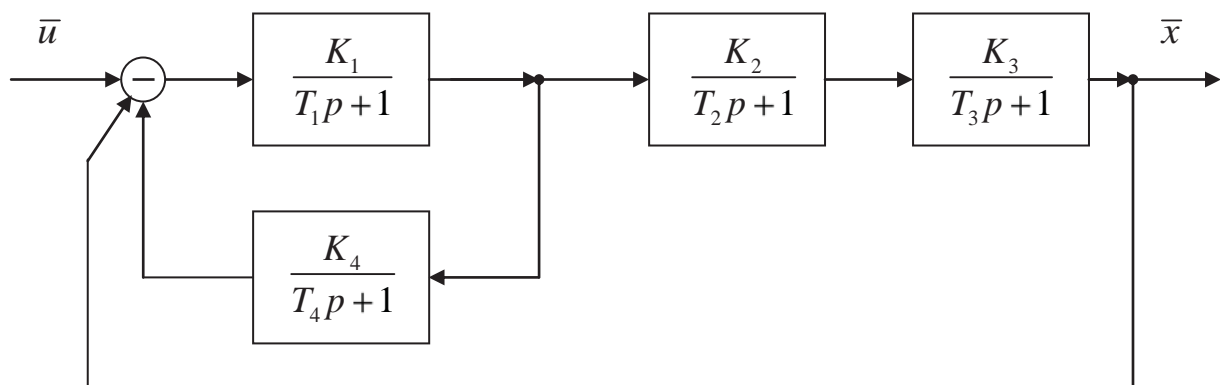 u̅
x̅
−
K₁
T₁p + 1
K₂
T₂p + 1
K₃
T₃p + 1
K₄
T₄p + 1